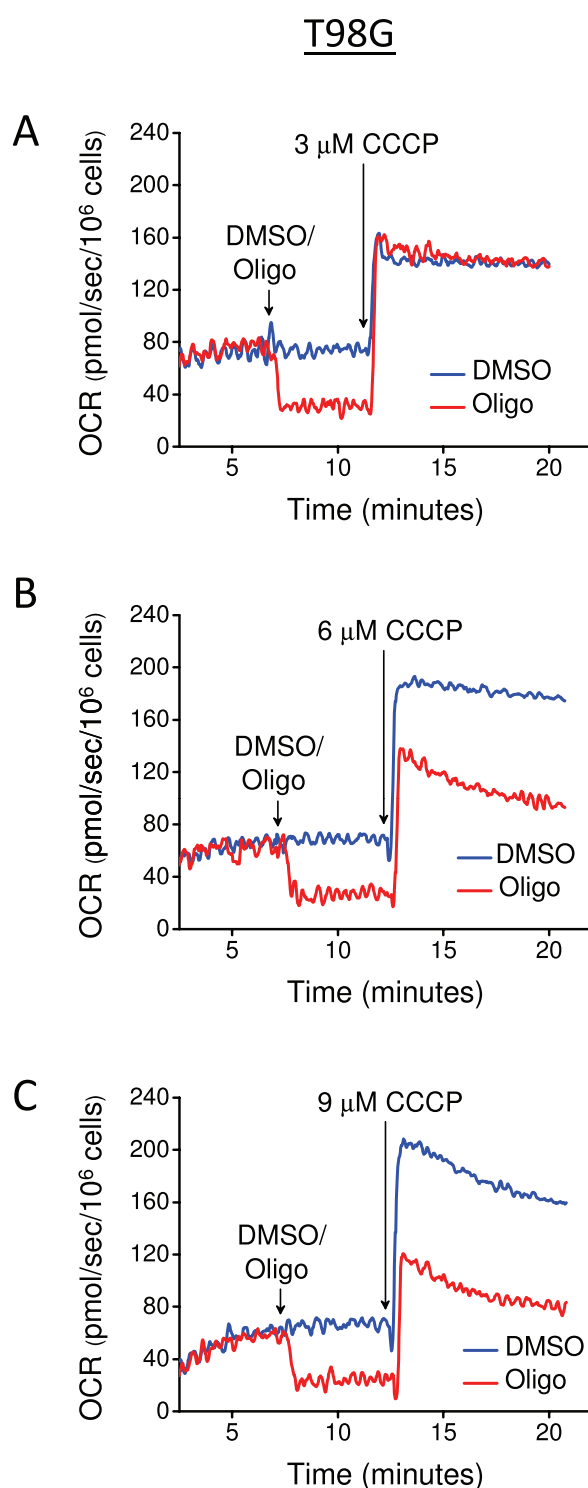 T98G
A
OCR (pmol/sec/10⁶ cells)
240
200
160
120
80
40
0
3 µM CCCP
DMSO/
Oligo
DMSO
Oligo
5
10
15
20
Time (minutes)
B
OCR (pmol/sec/10⁶ cells)
240
200
160
120
80
40
0
6 µM CCCP
DMSO/
Oligo
DMSO
Oligo
5
10
15
20
Time (minutes)
C
OCR (pmol/sec/10⁶ cells)
240
200
160
120
80
40
0
9 µM CCCP
DMSO/
Oligo
DMSO
Oligo
5
10
15
20
Time (minutes)